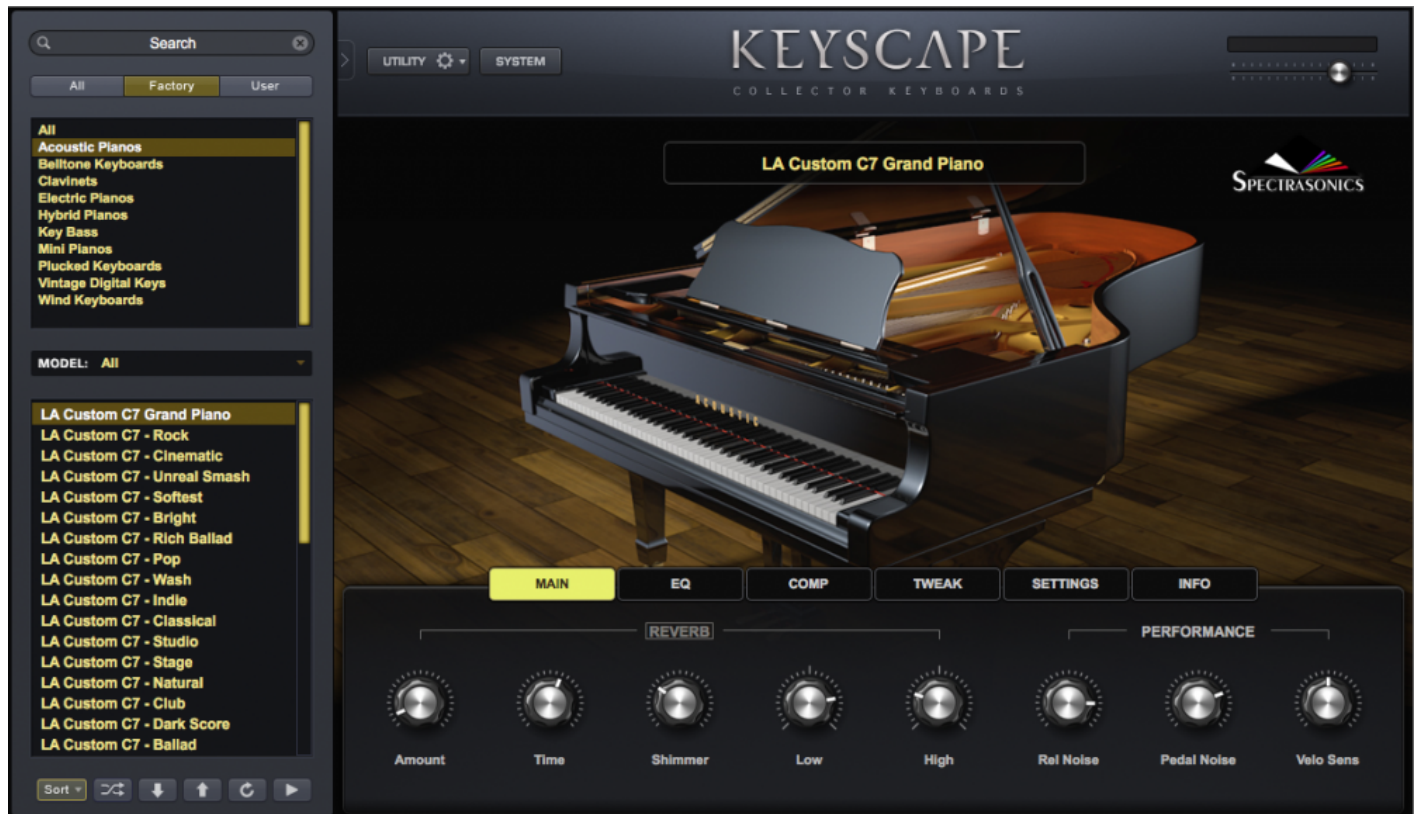 Search
All Factory User
All
Acoustic Pianos
Belltone Keyboards
Clavinets
Electric Pianos
Hybrid Pianos
Key Bass
Mini Pianos
Plucked Keyboards
Vintage Digital Keys
Wind Keyboards
MODEL: All
LA Custom C7 Grand Piano
LA Custom C7 - Rock
LA Custom C7 - Cinematic
LA Custom C7 - Unreal Smash
LA Custom C7 - Softest
LA Custom C7 - Bright
LA Custom C7 - Rich Ballad
LA Custom C7 - Pop
LA Custom C7 - Wash
LA Custom C7 - Indie
LA Custom C7 - Classical
LA Custom C7 - Studio
LA Custom C7 - Stage
LA Custom C7 - Natural
LA Custom C7 - Club
LA Custom C7 - Dark Score
LA Custom C7 - Ballad
Sort
UTILITY SYSTEM
KEYSCAPE
COLLECTOR KEYBOARDS
LA Custom C7 Grand Piano
SPECTRASONICS
MAIN EQ COMP TWEAK SETTINGS INFO
REVERB PERFORMANCE
Amount Time Shimmer Low High Rel Noise Pedal Noise Velo Sens